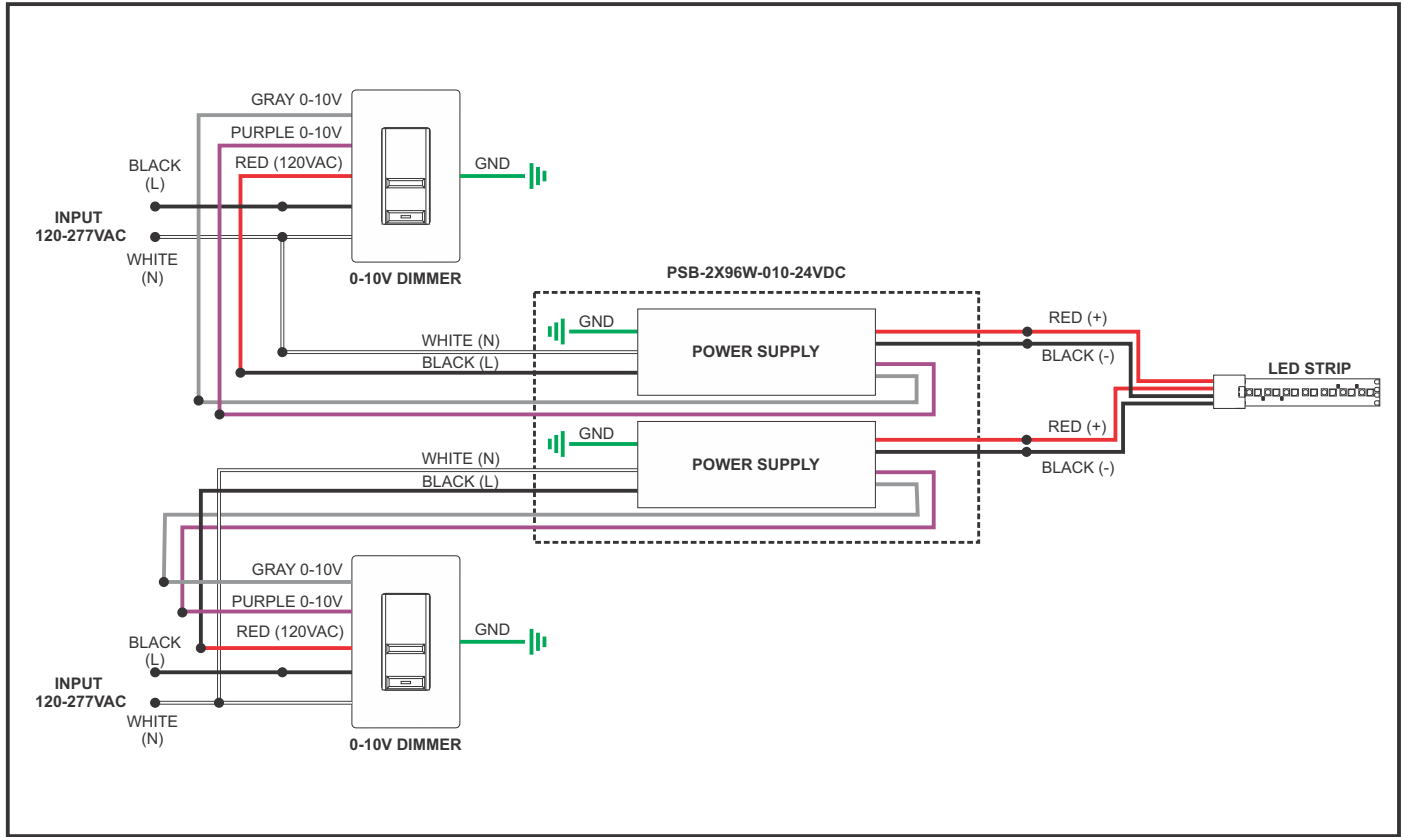 GRAY 0-10V
PURPLE 0-10V
RED (120VAC)
BLACK
(L)
INPUT
120-277VAC
WHITE
(N)
GND
0-10V DIMMER
PSB-2X96W-010-24VDC
GND
WHITE (N)
BLACK (L)
POWER SUPPLY
RED (+)
BLACK (-)
LED STRIP
GND
WHITE (N)
BLACK (L)
POWER SUPPLY
RED (+)
BLACK (-)
GRAY 0-10V
PURPLE 0-10V
RED (120VAC)
BLACK
(L)
INPUT
120-277VAC
WHITE
(N)
GND
0-10V DIMMER